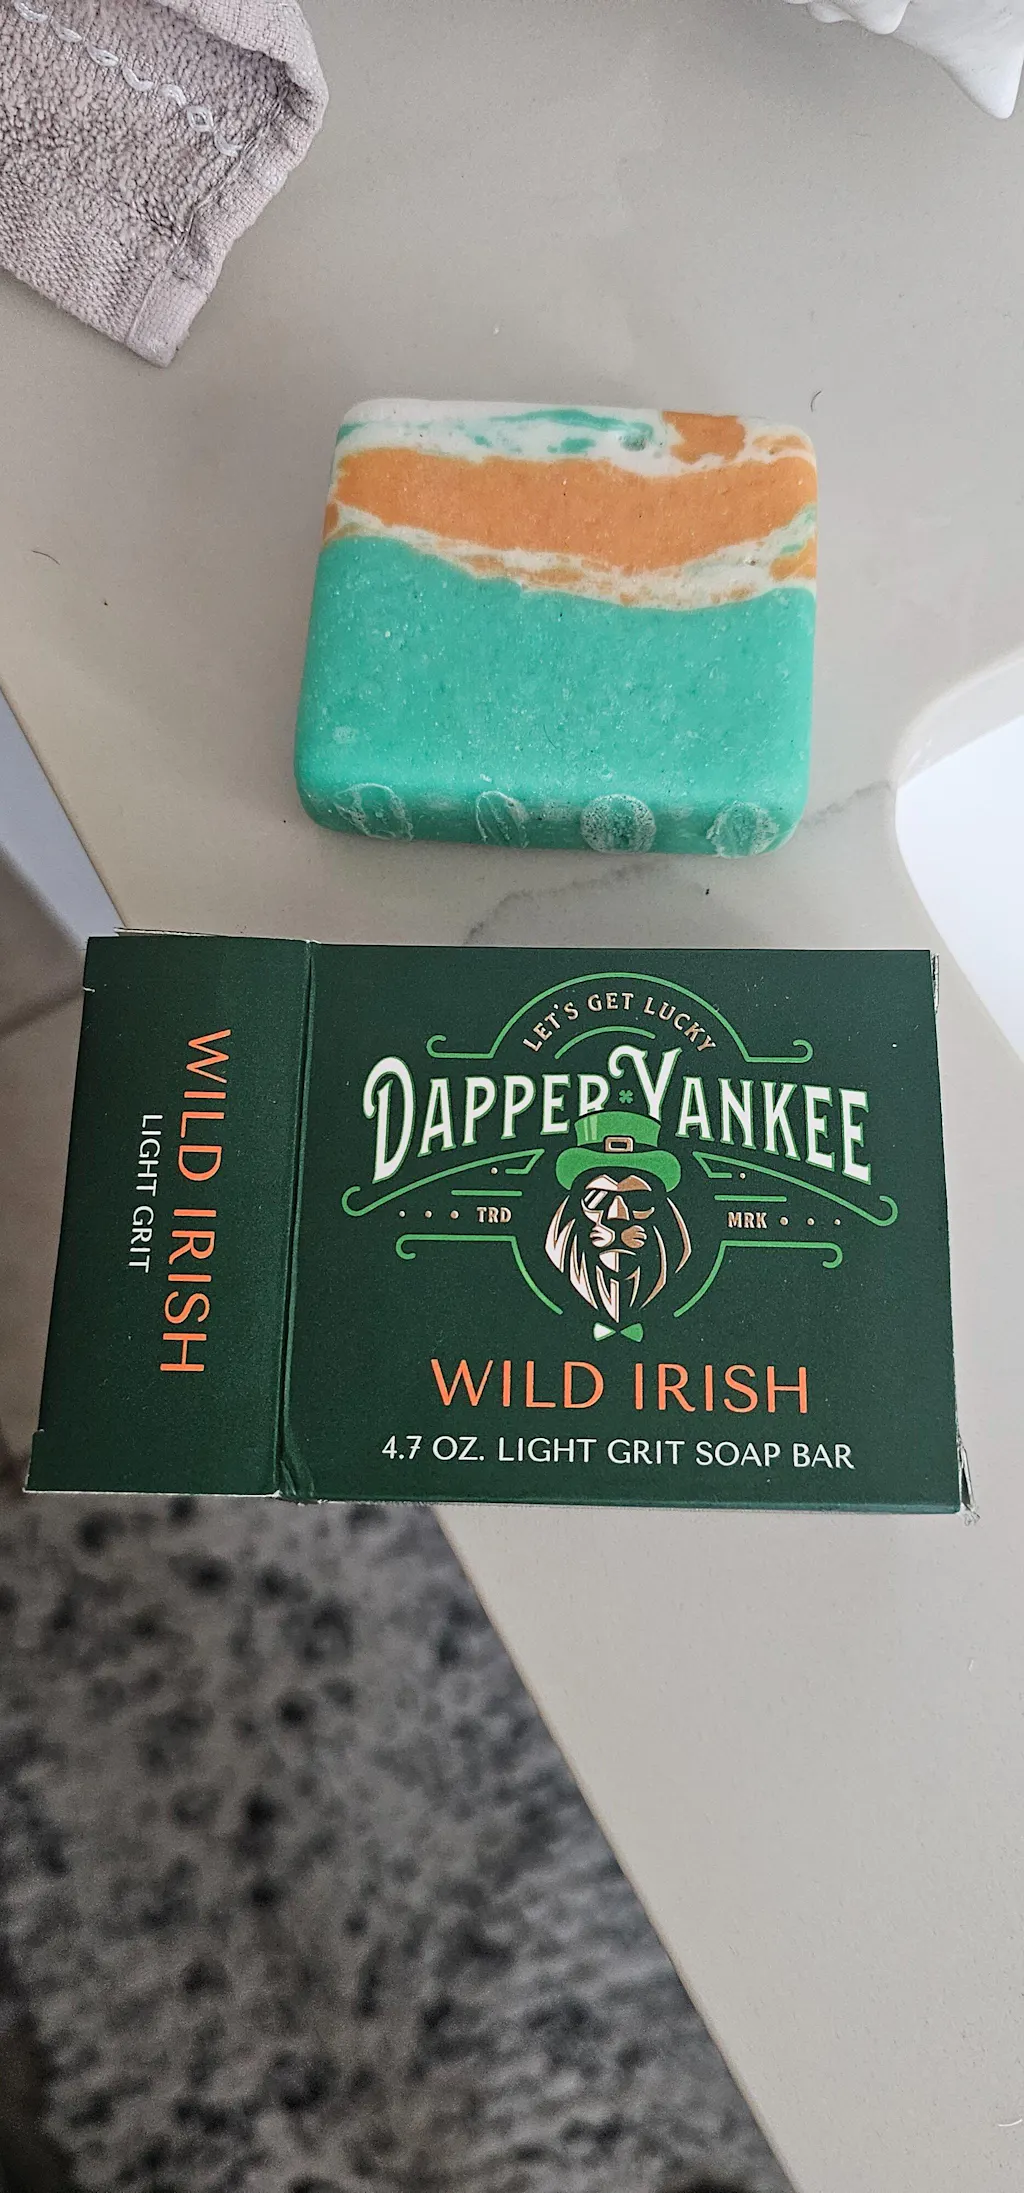 WILD IRISH
LIGHT GRIT
LET'S GET LUCKY
DAPPER YANKEE
TRD MRK
WILD IRISH
4.7 OZ. LIGHT GRIT SOAP BAR